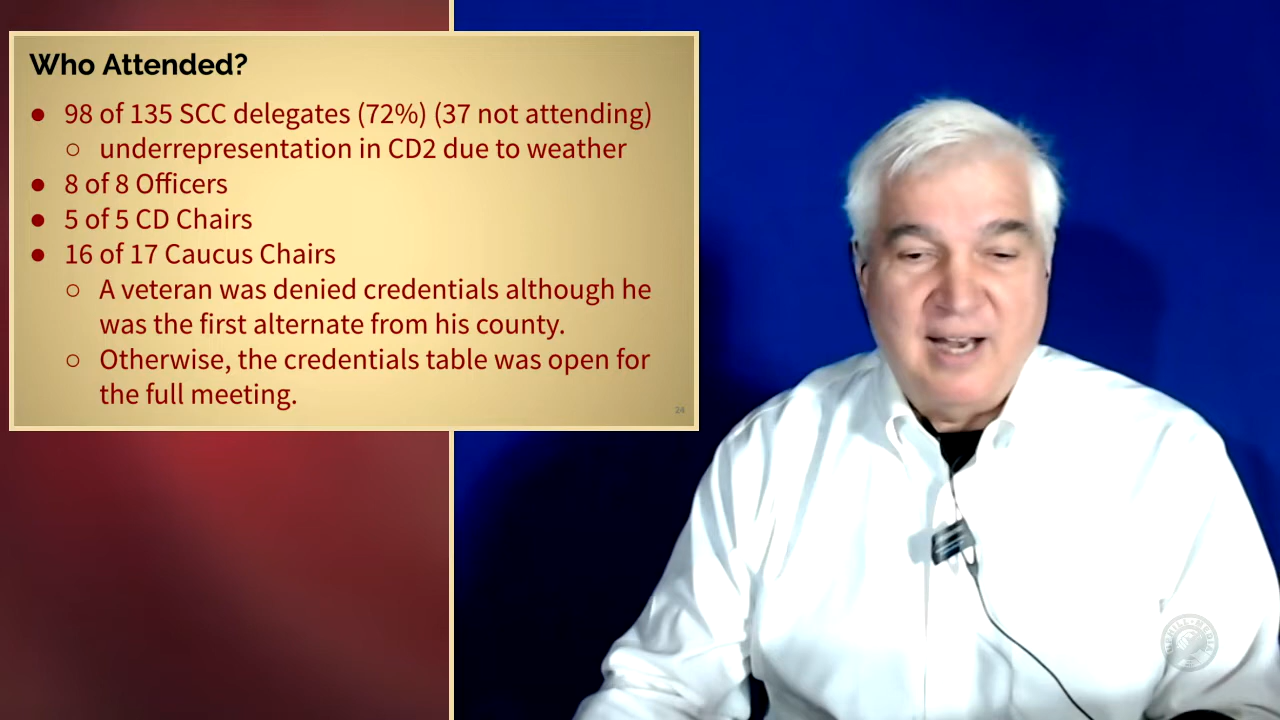 Who Attended?
● 98 of 135 SCC delegates (72%) (37 not attending)
○ underrepresentation in CD2 due to weather
● 8 of 8 Officers
● 5 of 5 CD Chairs
● 16 of 17 Caucus Chairs
○ A veteran was denied credentials although he
was the first alternate from his county.
○ Otherwise, the credentials table was open for
the full meeting.
24